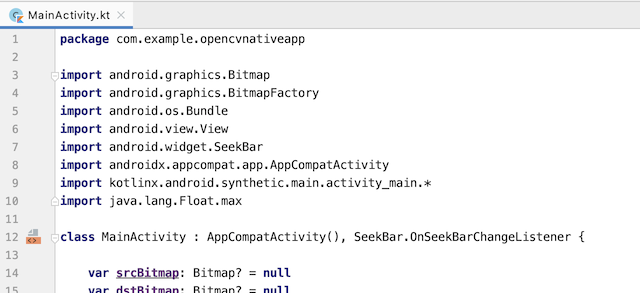 MainActivity.kt
1 package com.example.opencvnativeapp
2
3 import android.graphics.Bitmap
4 import android.graphics.BitmapFactory
5 import android.os.Bundle
6 import android.view.View
7 import android.widget.SeekBar
8 import androidx.appcompat.app.AppCompatActivity
9 import kotlinx.android.synthetic.main.activity_main.*
10 import java.lang.Float.max
11
12 class MainActivity : AppCompatActivity(), SeekBar.OnSeekBarChangeListener {
13
14 var srcBitmap: Bitmap? = null
15 var dstBitmap: Bitmap? = null